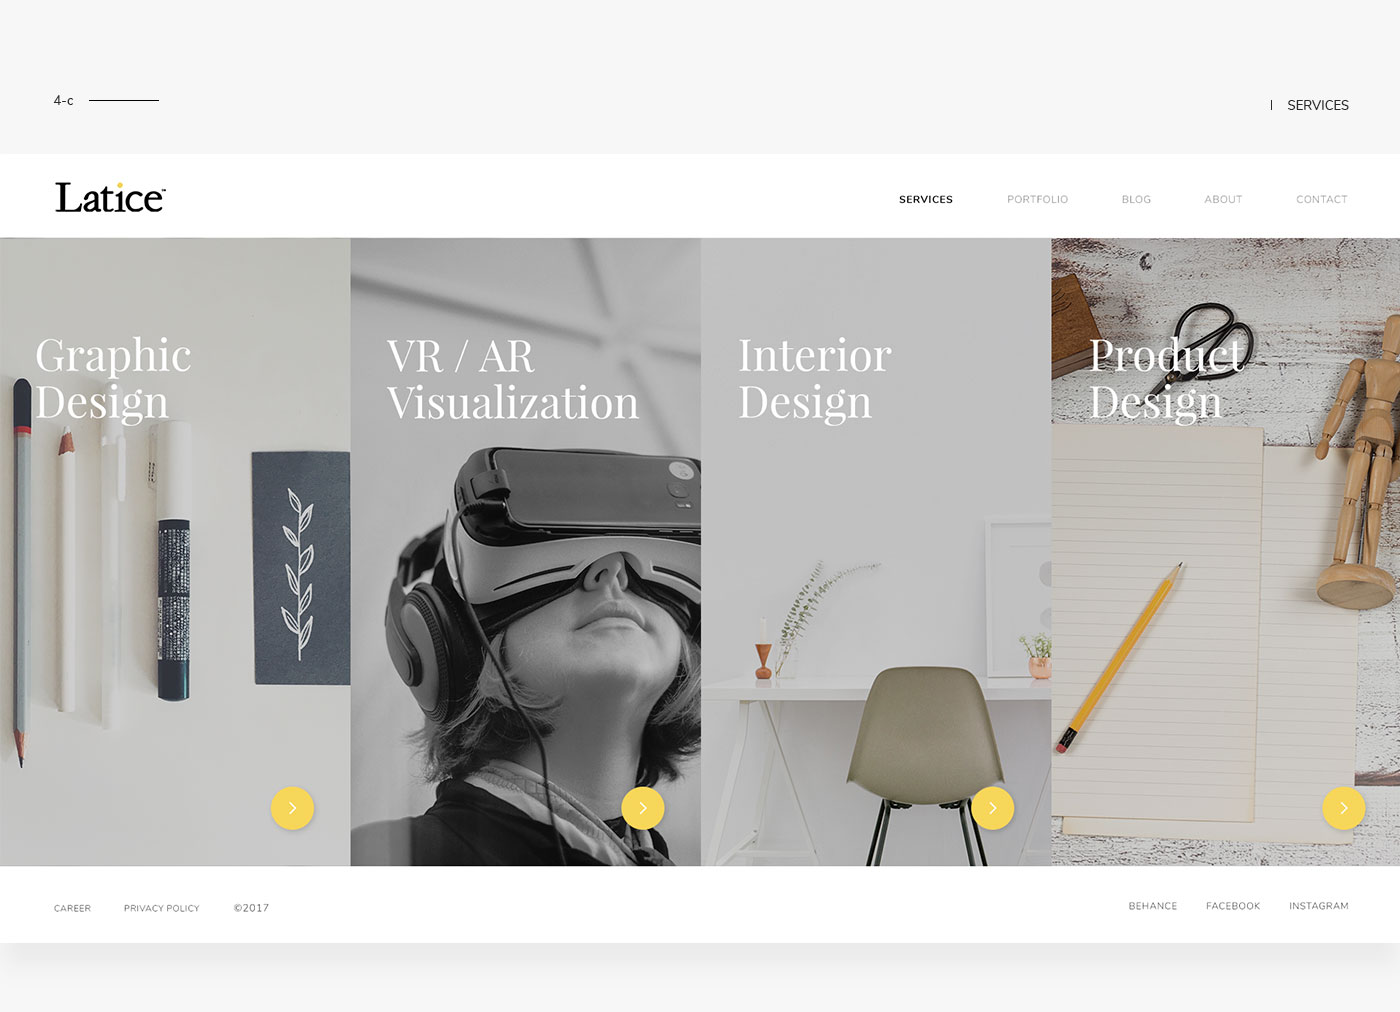 4-c
SERVICES
Latice™
SERVICES
PORTFOLIO
BLOG
ABOUT
CONTACT
Graphic
Design
VR / AR
Visualization
Interior
Design
Product
Design
CAREER
PRIVACY POLICY
©2017
BEHANCE
FACEBOOK
INSTAGRAM